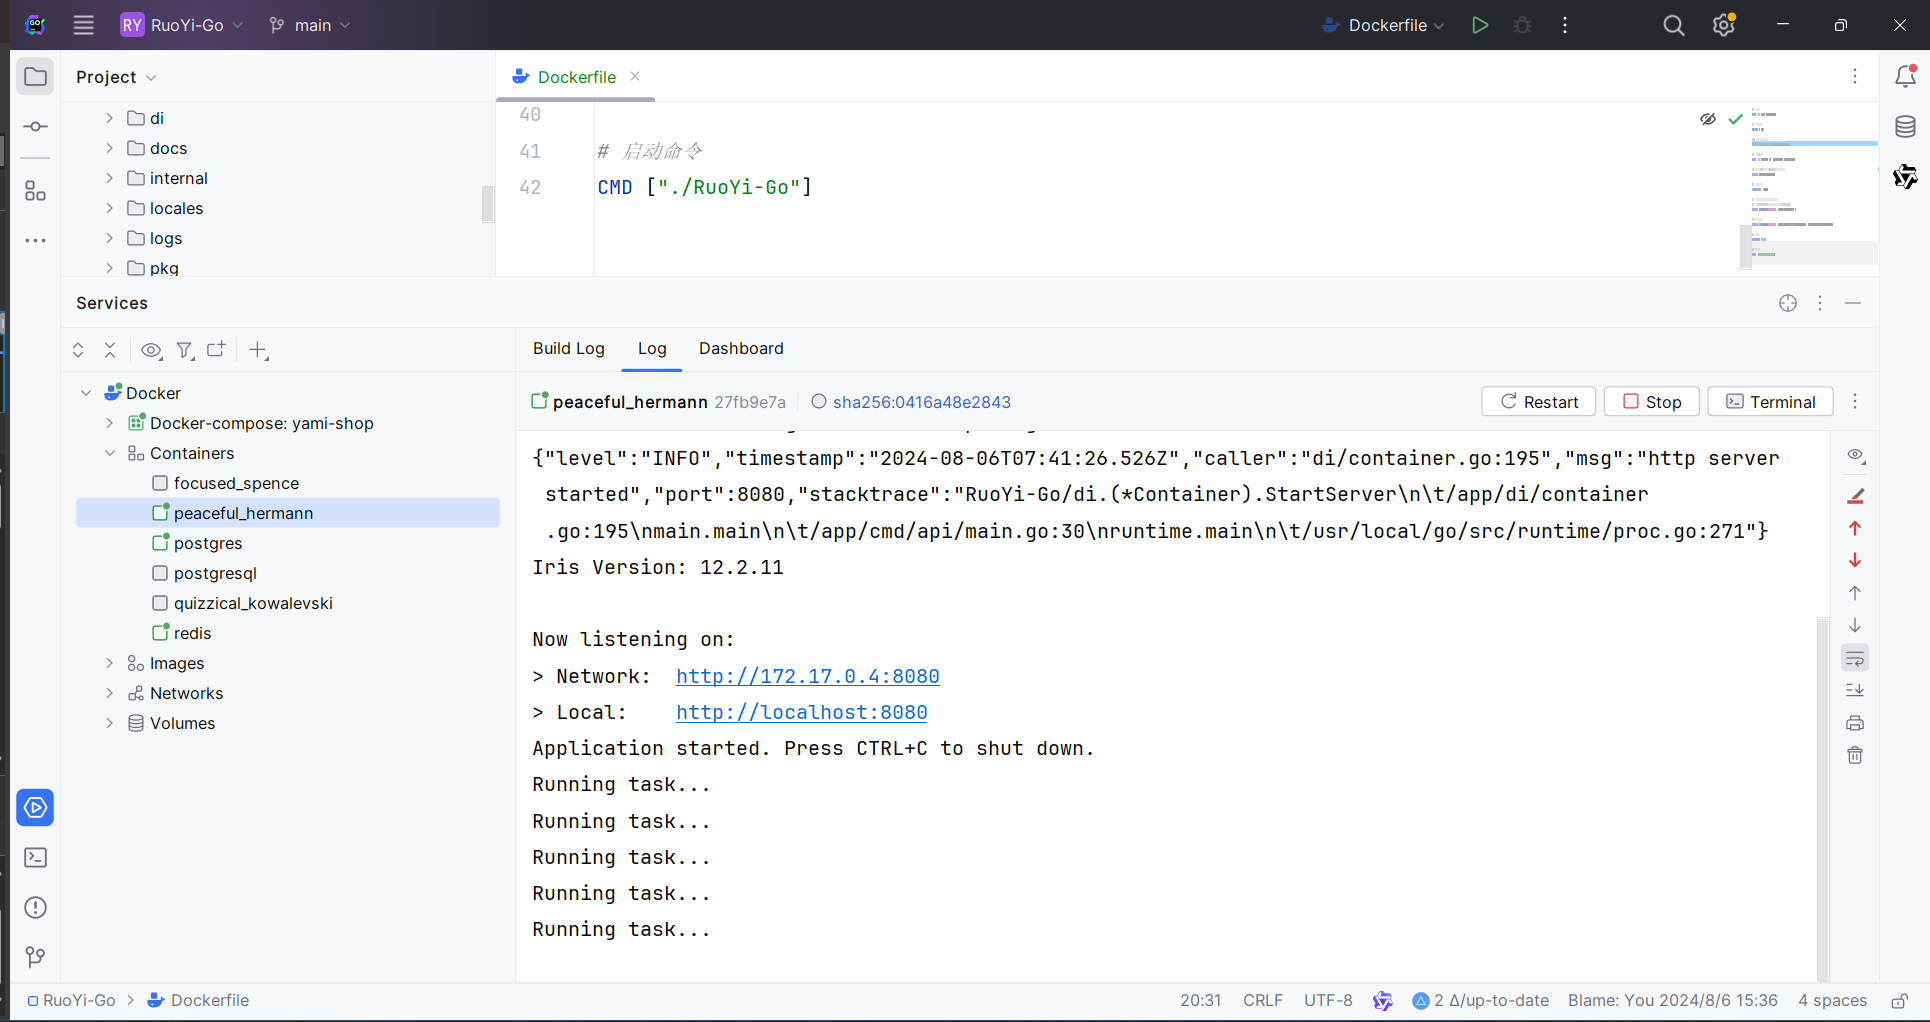 RY RuoYi-Go main Dockerfile
Project
Dockerfile
di
docs
internal
locales
logs
pkg
40
41 # 启动命令
42 CMD ["./RuoYi-Go"]
Services
Build Log Log Dashboard
Docker
Docker-compose: yami-shop
Containers
focused_spence
peaceful_hermann
postgres
postgresql
quizzical_kowalevski
redis
Images
Networks
Volumes
peaceful_hermann 27fb9e7a sha256:0416a48e2843 Restart Stop Terminal
{"level":"INFO","timestamp":"2024-08-06T07:41:26.526Z","caller":"di/container.go:195","msg":"http server
started","port":8080,"stacktrace":"RuoYi-Go/di.(*Container).StartServer\n\t/app/di/container
.go:195\nmain.main\n\t/app/cmd/api/main.go:30\nruntime.main\n\t/usr/local/go/src/runtime/proc.go:271"}
Iris Version: 12.2.11
Now listening on:
> Network: http://172.17.0.4:8080
> Local: http://localhost:8080
Application started. Press CTRL+C to shut down.
Running task...
Running task...
Running task...
Running task...
Running task...
RuoYi-Go > Dockerfile
20:31 CRLF UTF-8 2 Δ/up-to-date Blame: You 2024/8/6 15:36 4 spaces